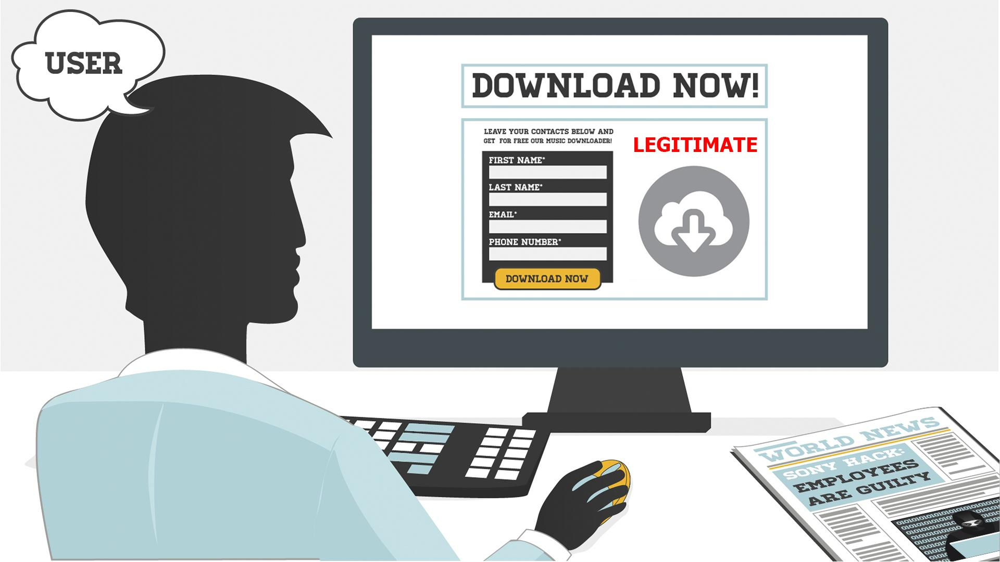 USER
DOWNLOAD NOW!
LEAVE YOUR CONTACTS BELOW AND
GET FOR FREE OUR MUSIC DOWNLOADER!
LEGITIMATE
FIRST NAME*
LAST NAME*
EMAIL*
PHONE NUMBER*
DOWNLOAD NOW
WORLD NEWS
SONY HACK:
EMPLOYEES
ARE GUILTY